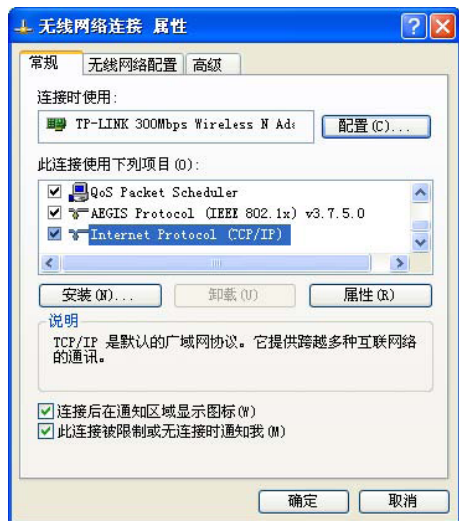 无线网络连接 属性
常规 无线网络配置 高级
连接时使用:
TP-LINK 300Mbps Wireless N Ada
配置(C)...
此连接使用下列项目(O):
QoS Packet Scheduler
AEGIS Protocol (IEEE 802.1x) v3.7.5.0
Internet Protocol (TCP/IP)
安装(N)... 卸载(U) 属性(R)
说明
TCP/IP 是默认的广域网协议。它提供跨越多种互联网络
的通讯。
连接后在通知区域显示图标(W)
此连接被限制或无连接时通知我(M)
确定 取消